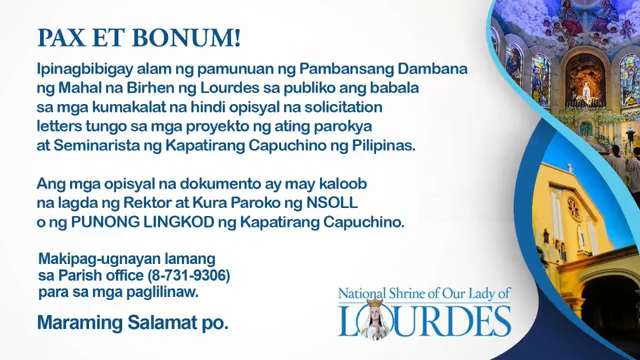 PAX ET BONUM!
Ipinagbibigay alam ng pamunuan ng Pambansang Dambana
ng Mahal na Birhen ng Lourdes sa publiko ang babala
sa mga kumakalat na hindi opisyal na solicitation
letters tungo sa mga proyekto ng ating parokya
at Seminarista ng Kapatirang Capuchino ng Pilipinas.
Ang mga opisyal na dokumento ay may kaloob
na lagda ng Rektor at Kura Paroko ng NSOLL
o ng PUNONG LINGKOD ng Kapatirang Capuchino.
Makipag-ugnayan lamang
sa Parish office (8-731-9306)
para sa mga paglilinaw.
Maraming Salamat po.
National Shrine of Our Lady of
LOURDES